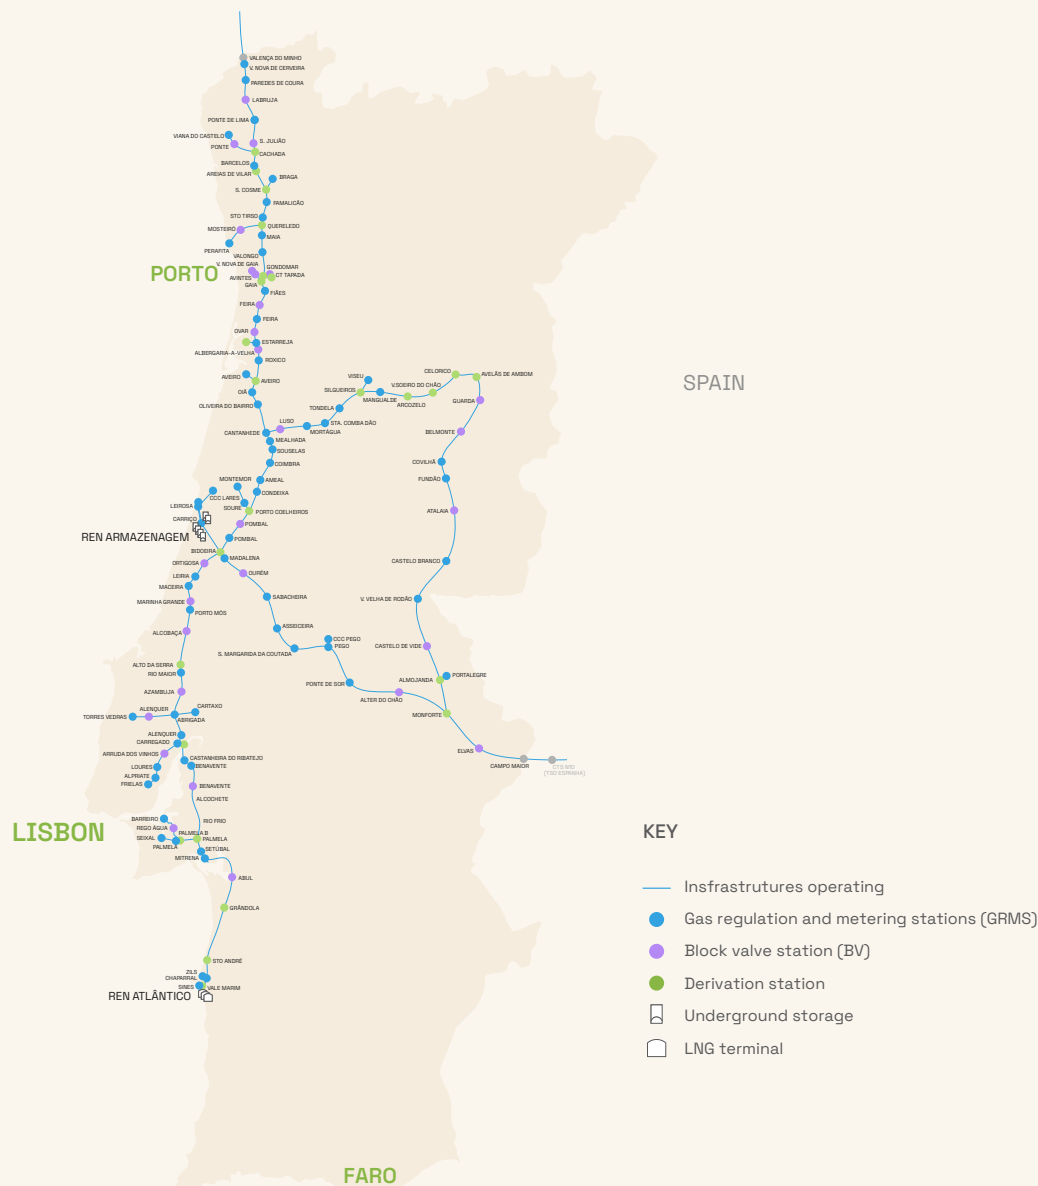 VALENÇA DO MINHO
V. NOVA DE CERVEIRA
PAREDES DE COURA
LABRUJA
PONTE DE LIMA
VIANA DO CASTELO
S. JULIÃO
PONTE
CACHADA
BARCELOS
AREIAS DE VILAR
BRAGA
S. COSME
FAMALICÃO
STO TIRSO
QUERELEDO
MOSTEIRÓ
MAIA
PERAFITA
VALONGO
V. NOVA DE GAIA
GONDOMAR
PORTO
AVINTES
CT TAPADA
GAIA
FIÃES
FEIRA
FEIRA
OVAR
ESTARREJA
ALBERGARIA-A-VELHA
ROXICO
AVEIRO
AVEIRO
OIÃ
OLIVEIRA DO BAIRRO
CELORICO
AVELÃS DE AMBOM
VISEU
SILGUEIROS
V.SOEIRO DO CHÃO
MANGUALDE
ARCOZELO
GUARDA
SPAIN
TONDELA
LUSO
STA. COMBA DÃO
CANTANHEDE
MORTÁGUA
BELMONTE
MEALHADA
SOUSELAS
COIMBRA
COVILHÃ
MONTEMOR
AMEAL
FUNDÃO
CCC LARES
CONDEIXA
LEIROSA
SOURE
PORTO COELHEIROS
ATALAIA
CARRIÇO
POMBAL
REN ARMAZENAGEM
POMBAL
BIDOEIRA
MADALENA
ORTIGOSA
CASTELO BRANCO
LEIRIA
OURÉM
MACEIRA
SABACHEIRA
V. VELHA DE RODÃO
MARINHA GRANDE
PORTO MÓS
ALCOBAÇA
ASSEICEIRA
CCC PEGO
PEGO
CASTELO DE VIDE
S. MARGARIDA DA COUTADA
ALTO DA SERRA
RIO MAIOR
PORTALEGRE
ALMOJANDA
PONTE DE SOR
AZAMBUJA
ALTER DO CHÃO
ALENQUER
CARTAXO
TORRES VEDRAS
ABRIGADA
MONFORTE
ALENQUER
CARREGADO
ARRUDA DOS VINHOS
CASTANHEIRA DO RIBATEJO
ELVAS
LOURES
BENAVENTE
CAMPO MAIOR
CTS N10
(TSO ESPANHA)
ALPRIATE
FRIELAS
BENAVENTE
ALCOCHETE
BARREIRO
RIO FRIO
REGO ÁGUA
LISBON
PALMELA B
SEIXAL
PALMELA
PALMELA
SETÚBAL
MITRENA
ABUL
GRÂNDOLA
STO ANDRÉ
ZILS
CHAPARRAL
SINES
VALE MARIM
REN ATLÂNTICO
FARO
KEY
Insfrastrutures operating
Gas regulation and metering stations (GRMS)
Block valve station (BV)
Derivation station
Underground storage
LNG terminal